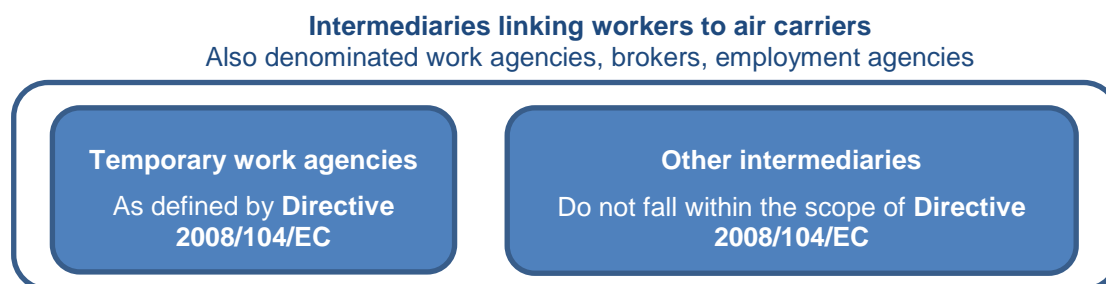 Intermediaries linking workers to air carriers
Also denominated work agencies, brokers, employment agencies
Temporary work agencies
As defined by Directive
2008/104/EC
Other intermediaries
Do not fall within the scope of Directive
2008/104/EC